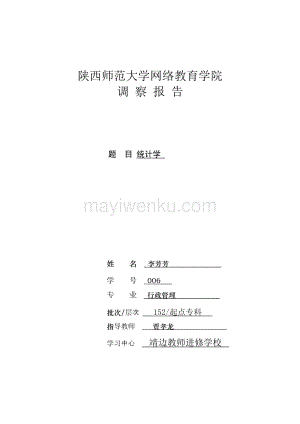 陕西师范大学网络教育学院
调 察 报 告
题 目 统计学
mayiwenku.com
姓 名 李芳芳
学 号 006
专 业 行政管理
批次/层次 152/起点专科
指导教师 贾孝龙
学习中心 靖边教师进修学校